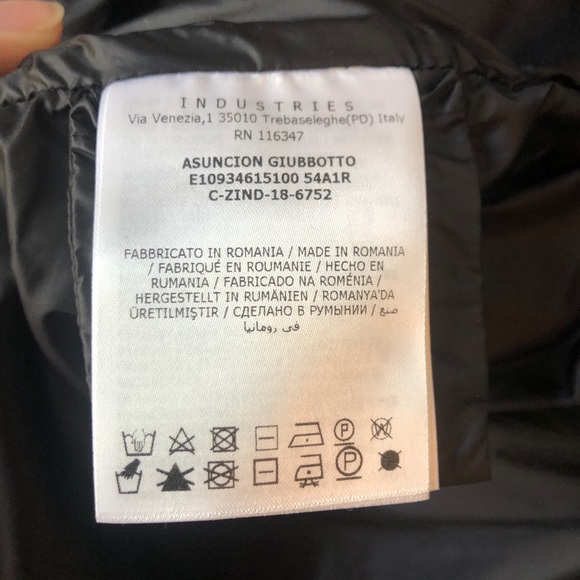 INDUSTRIES
Via Venezia,1 35010 Trebaseleghe(PD) Italy
RN 116347
ASUNCION GIUBBOTTO
E10934615100 54A1R
C-ZIND-18-6752
FABBRICATO IN ROMANIA / MADE IN ROMANIA
/ FABRIQUÉ EN ROUMANIE / HECHO EN
RUMANIA / FABRICADO NA ROMÉNIA /
HERGESTELLT IN RUMÄNIEN / ROMANYA'DA
ÜRETİLMIŞTIR / СДЕЛАНО В РУМЫНИИ / صنع
في رومانيا
P W
P